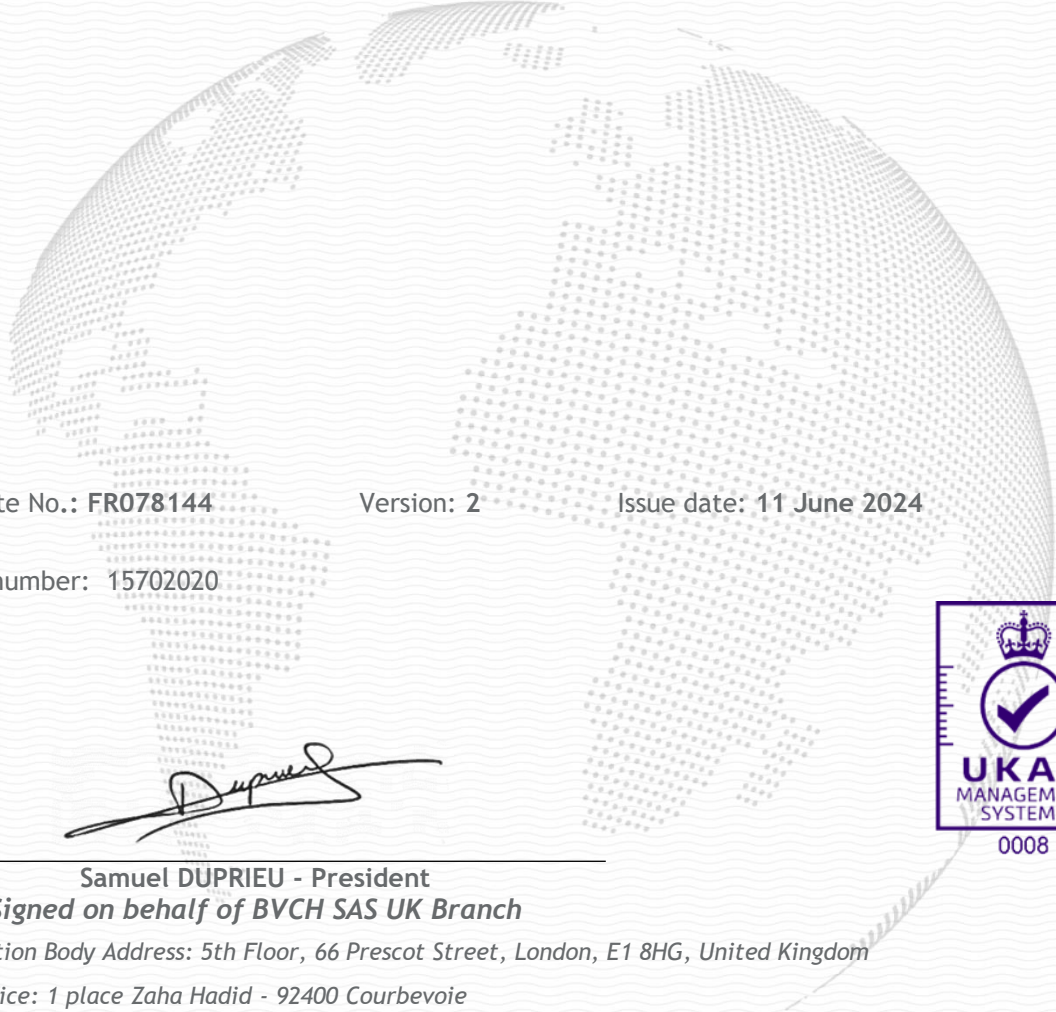 te No.: FR078144 Version: 2 Issue date: 11 June 2024
number: 15702020
UKA
MANAGEM
SYSTEM
0008
Duprieu
Samuel DUPRIEU - President
Signed on behalf of BVCH SAS UK Branch
tion Body Address: 5th Floor, 66 Prescot Street, London, E1 8HG, United Kingdom
ice: 1 place Zaha Hadid - 92400 Courbevoie